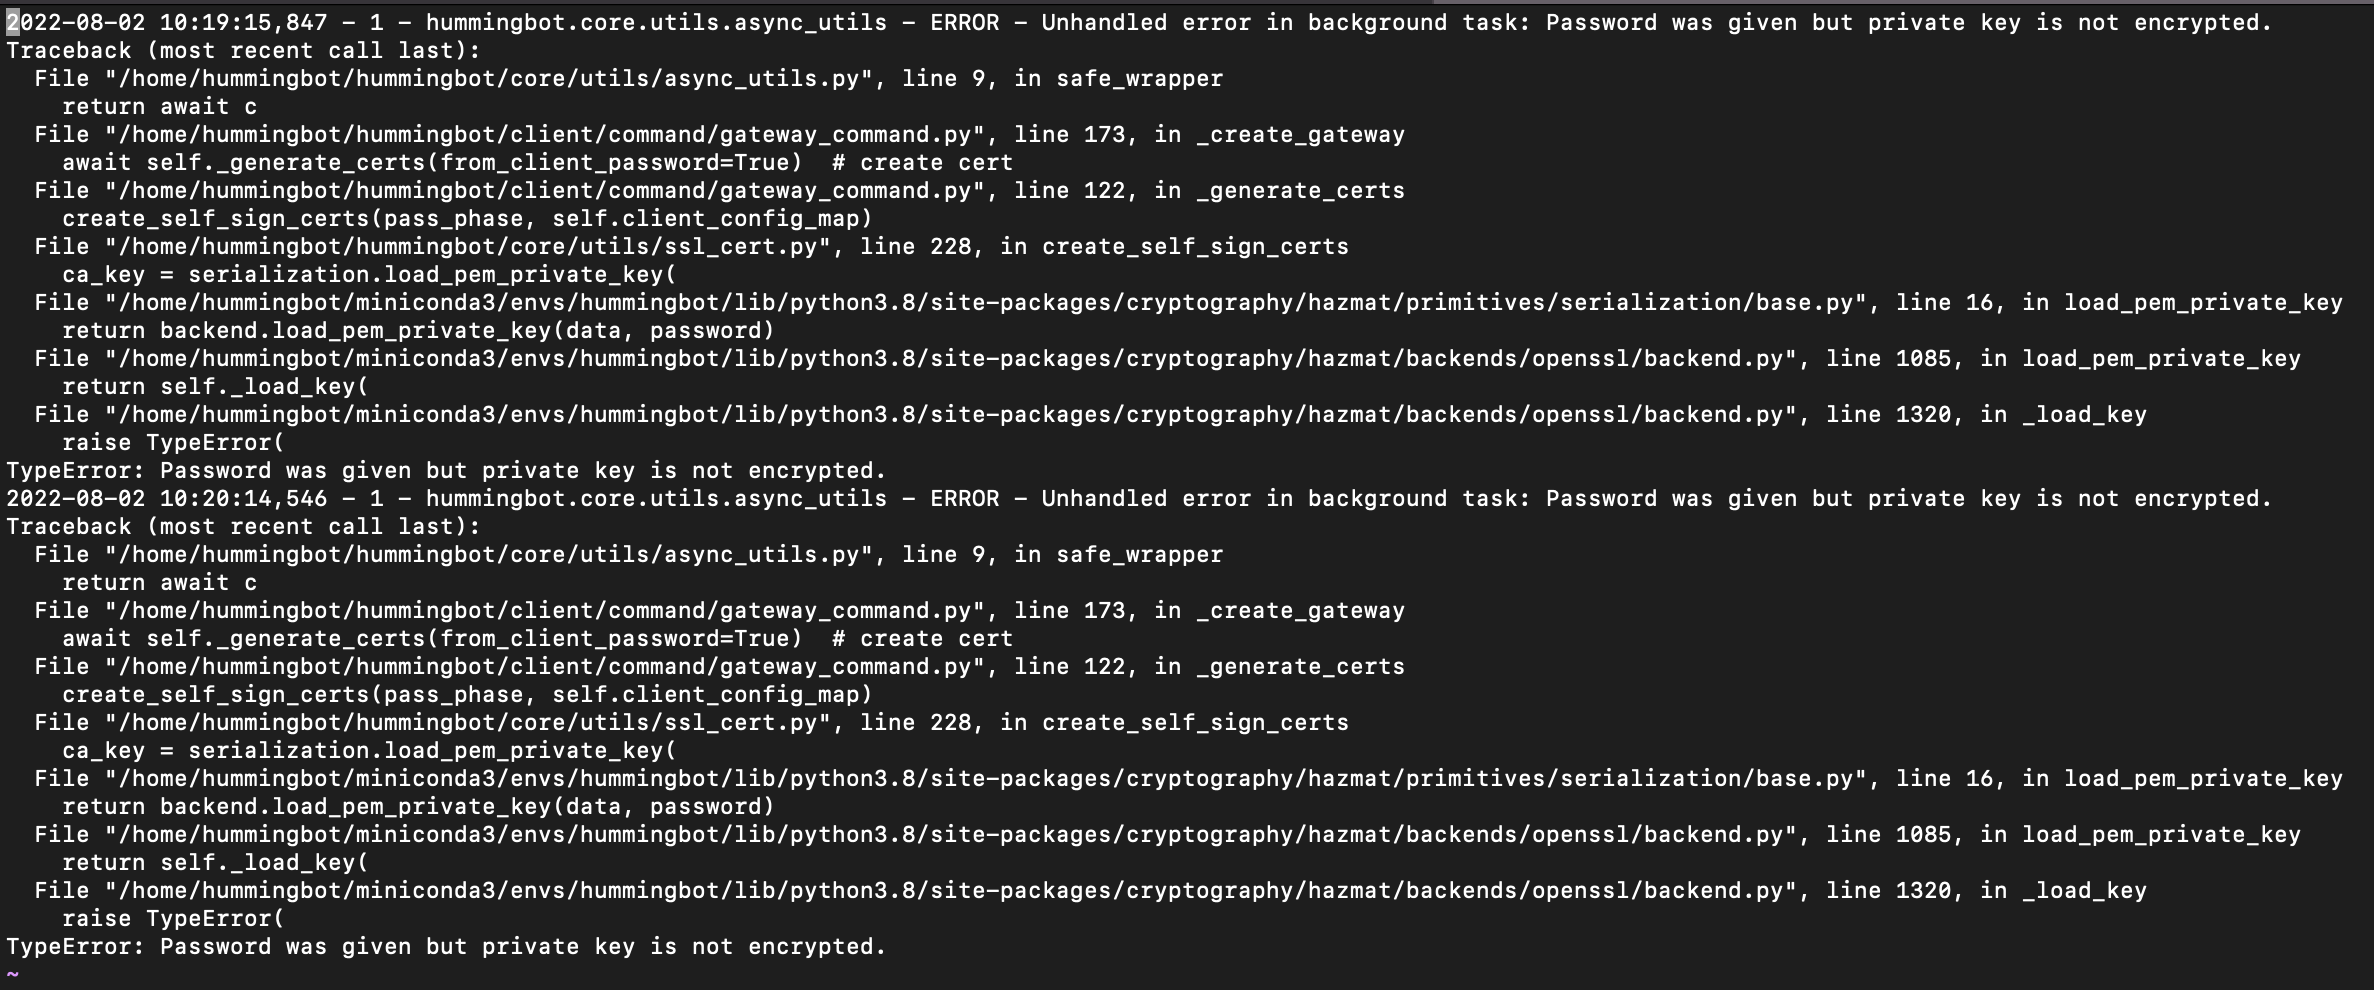 2022-08-02 10:19:15,847 - 1 - hummingbot.core.utils.async_utils - ERROR - Unhandled error in background task: Password was given but private key is not encrypted.
Traceback (most recent call last):
  File "/home/hummingbot/hummingbot/core/utils/async_utils.py", line 9, in safe_wrapper
    return await c
  File "/home/hummingbot/hummingbot/client/command/gateway_command.py", line 173, in _create_gateway
    await self._generate_certs(from_client_password=True)  # create cert
  File "/home/hummingbot/hummingbot/client/command/gateway_command.py", line 122, in _generate_certs
    create_self_sign_certs(pass_phase, self.client_config_map)
  File "/home/hummingbot/hummingbot/core/utils/ssl_cert.py", line 228, in create_self_sign_certs
    ca_key = serialization.load_pem_private_key(
  File "/home/hummingbot/miniconda3/envs/hummingbot/lib/python3.8/site-packages/cryptography/hazmat/primitives/serialization/base.py", line 16, in load_pem_private_key
    return backend.load_pem_private_key(data, password)
  File "/home/hummingbot/miniconda3/envs/hummingbot/lib/python3.8/site-packages/cryptography/hazmat/backends/openssl/backend.py", line 1085, in load_pem_private_key
    return self._load_key(
  File "/home/hummingbot/miniconda3/envs/hummingbot/lib/python3.8/site-packages/cryptography/hazmat/backends/openssl/backend.py", line 1320, in _load_key
    raise TypeError(
TypeError: Password was given but private key is not encrypted.
2022-08-02 10:20:14,546 - 1 - hummingbot.core.utils.async_utils - ERROR - Unhandled error in background task: Password was given but private key is not encrypted.
Traceback (most recent call last):
  File "/home/hummingbot/hummingbot/core/utils/async_utils.py", line 9, in safe_wrapper
    return await c
  File "/home/hummingbot/hummingbot/client/command/gateway_command.py", line 173, in _create_gateway
    await self._generate_certs(from_client_password=True)  # create cert
  File "/home/hummingbot/hummingbot/client/command/gateway_command.py", line 122, in _generate_certs
    create_self_sign_certs(pass_phase, self.client_config_map)
  File "/home/hummingbot/hummingbot/core/utils/ssl_cert.py", line 228, in create_self_sign_certs
    ca_key = serialization.load_pem_private_key(
  File "/home/hummingbot/miniconda3/envs/hummingbot/lib/python3.8/site-packages/cryptography/hazmat/primitives/serialization/base.py", line 16, in load_pem_private_key
    return backend.load_pem_private_key(data, password)
  File "/home/hummingbot/miniconda3/envs/hummingbot/lib/python3.8/site-packages/cryptography/hazmat/backends/openssl/backend.py", line 1085, in load_pem_private_key
    return self._load_key(
  File "/home/hummingbot/miniconda3/envs/hummingbot/lib/python3.8/site-packages/cryptography/hazmat/backends/openssl/backend.py", line 1320, in _load_key
    raise TypeError(
TypeError: Password was given but private key is not encrypted.
~